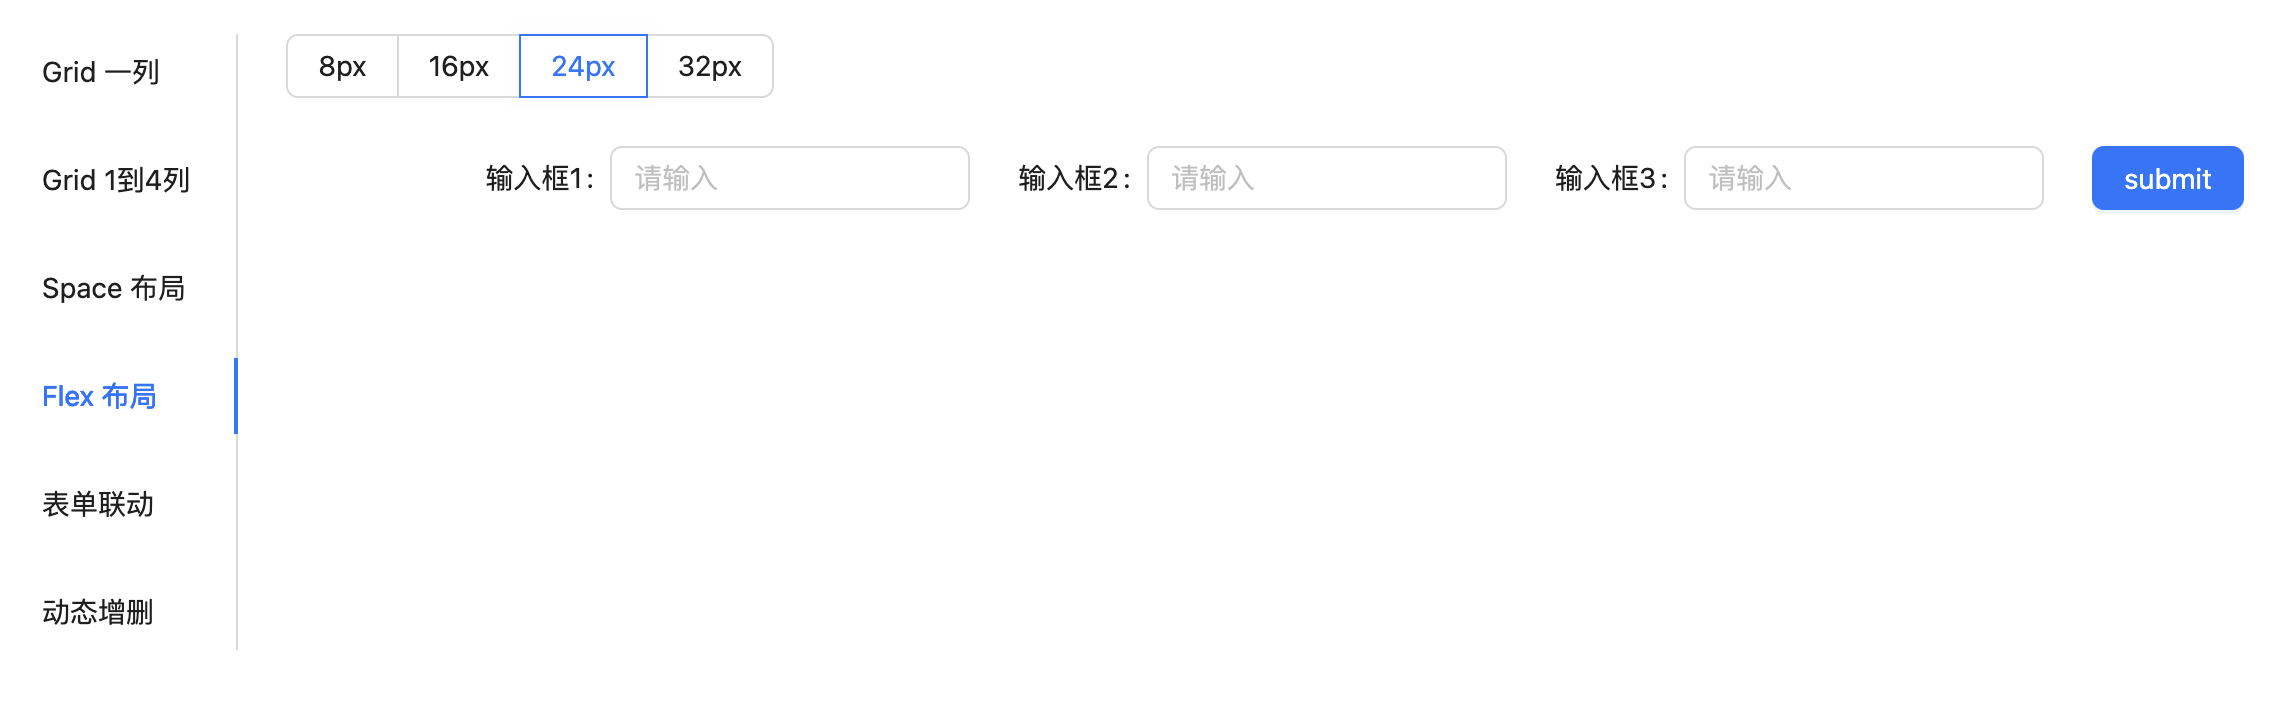 Grid 一列
Grid 1到4列
Space 布局
Flex 布局
表单联动
动态增删
8px 16px 24px 32px
输入框1: 请输入 输入框2: 请输入 输入框3: 请输入 submit